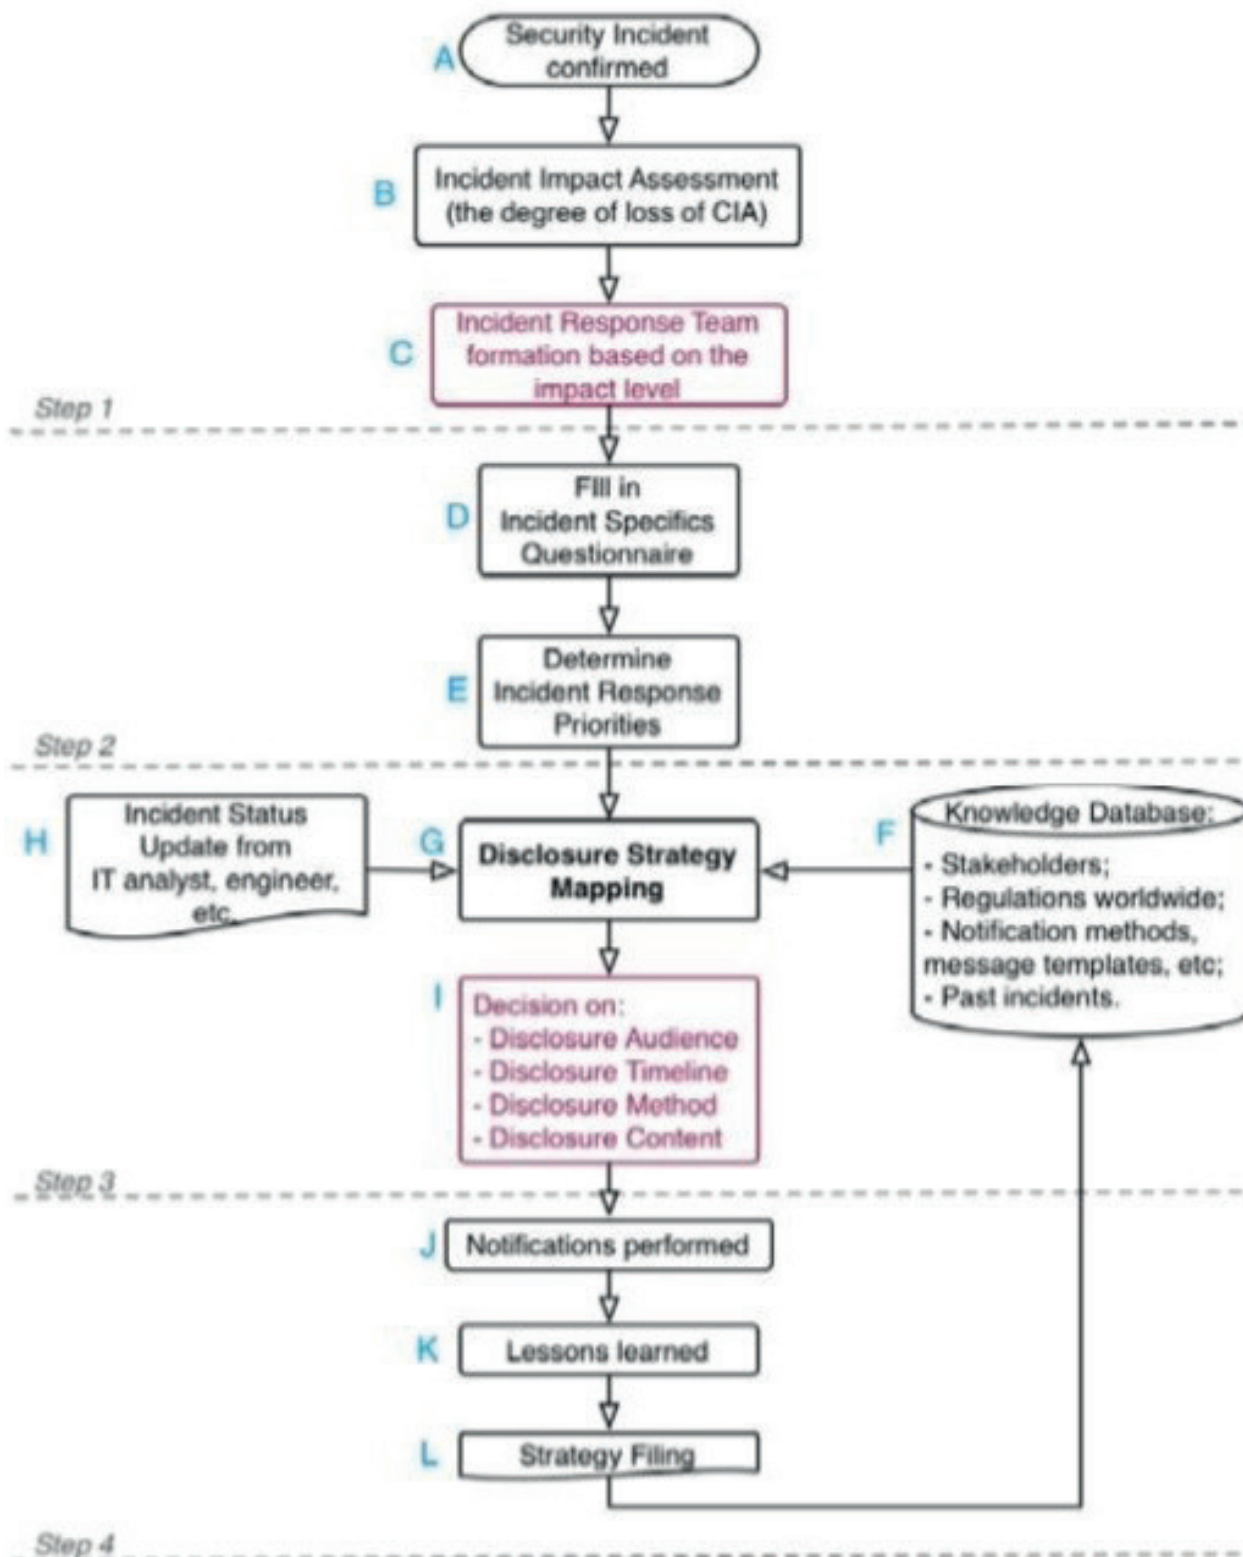 A
Security Incident
confirmed
B
Incident Impact Assessment
(the degree of loss of CIA)
C
Incident Response Team
formation based on the
impact level
Step 1
D
FIll in
Incident Specifics
Questionnaire
E
Determine
Incident Response
Priorities
Step 2
H
Incident Status
Update from
IT analyst, engineer,
etc.
G
Disclosure Strategy
Mapping
F
Knowledge Database:
- Stakeholders;
- Regulations worldwide;
- Notification methods,
message templates, etc;
- Past incidents.
I
Decision on:
- Disclosure Audience
- Disclosure Timeline
- Disclosure Method
- Disclosure Content
Step 3
J
Notifications performed
K
Lessons learned
L
Strategy Filing
Step 4